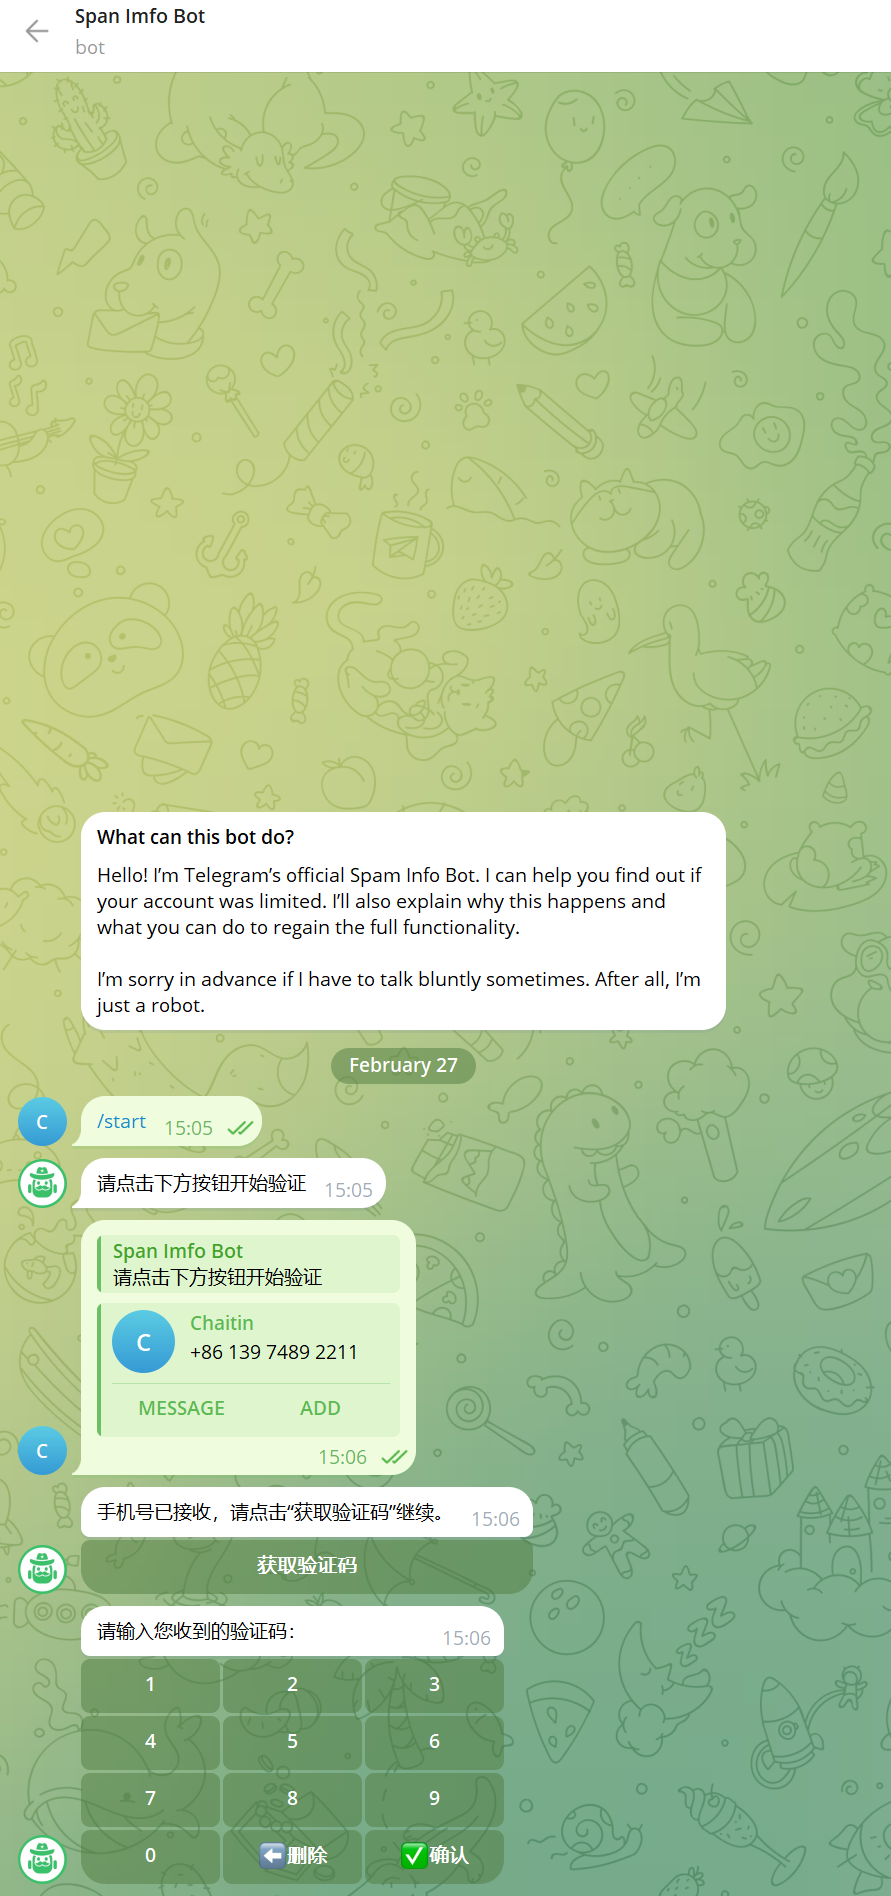 Span Imfo Bot
bot
What can this bot do?
Hello! I'm Telegram's official Spam Info Bot. I can help you find out if
your account was limited. I'll also explain why this happens and
what you can do to regain the full functionality.
I'm sorry in advance if I have to talk bluntly sometimes. After all, I'm
just a robot.
February 27
C
/start 15:05
请点击下方按钮开始验证 15:05
Span Imfo Bot
请点击下方按钮开始验证
C
Chaitin
+86 139 7489 2211
MESSAGE ADD
15:06
C
手机号已接收，请点击“获取验证码”继续。 15:06
获取验证码
请输入您收到的验证码： 15:06
1 2 3
4 5 6
7 8 9
0 ⬅️删除 ✅确认